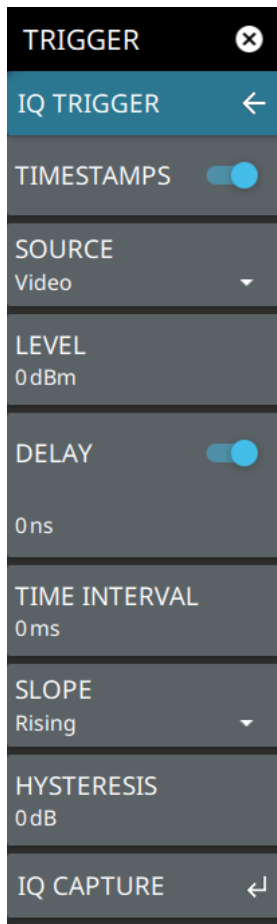 TRIGGER
IQ TRIGGER
TIMESTAMPS
SOURCE
Video
LEVEL
0 dBm
DELAY
0 ns
TIME INTERVAL
0 ms
SLOPE
Rising
HYSTERESIS
0 dB
IQ CAPTURE